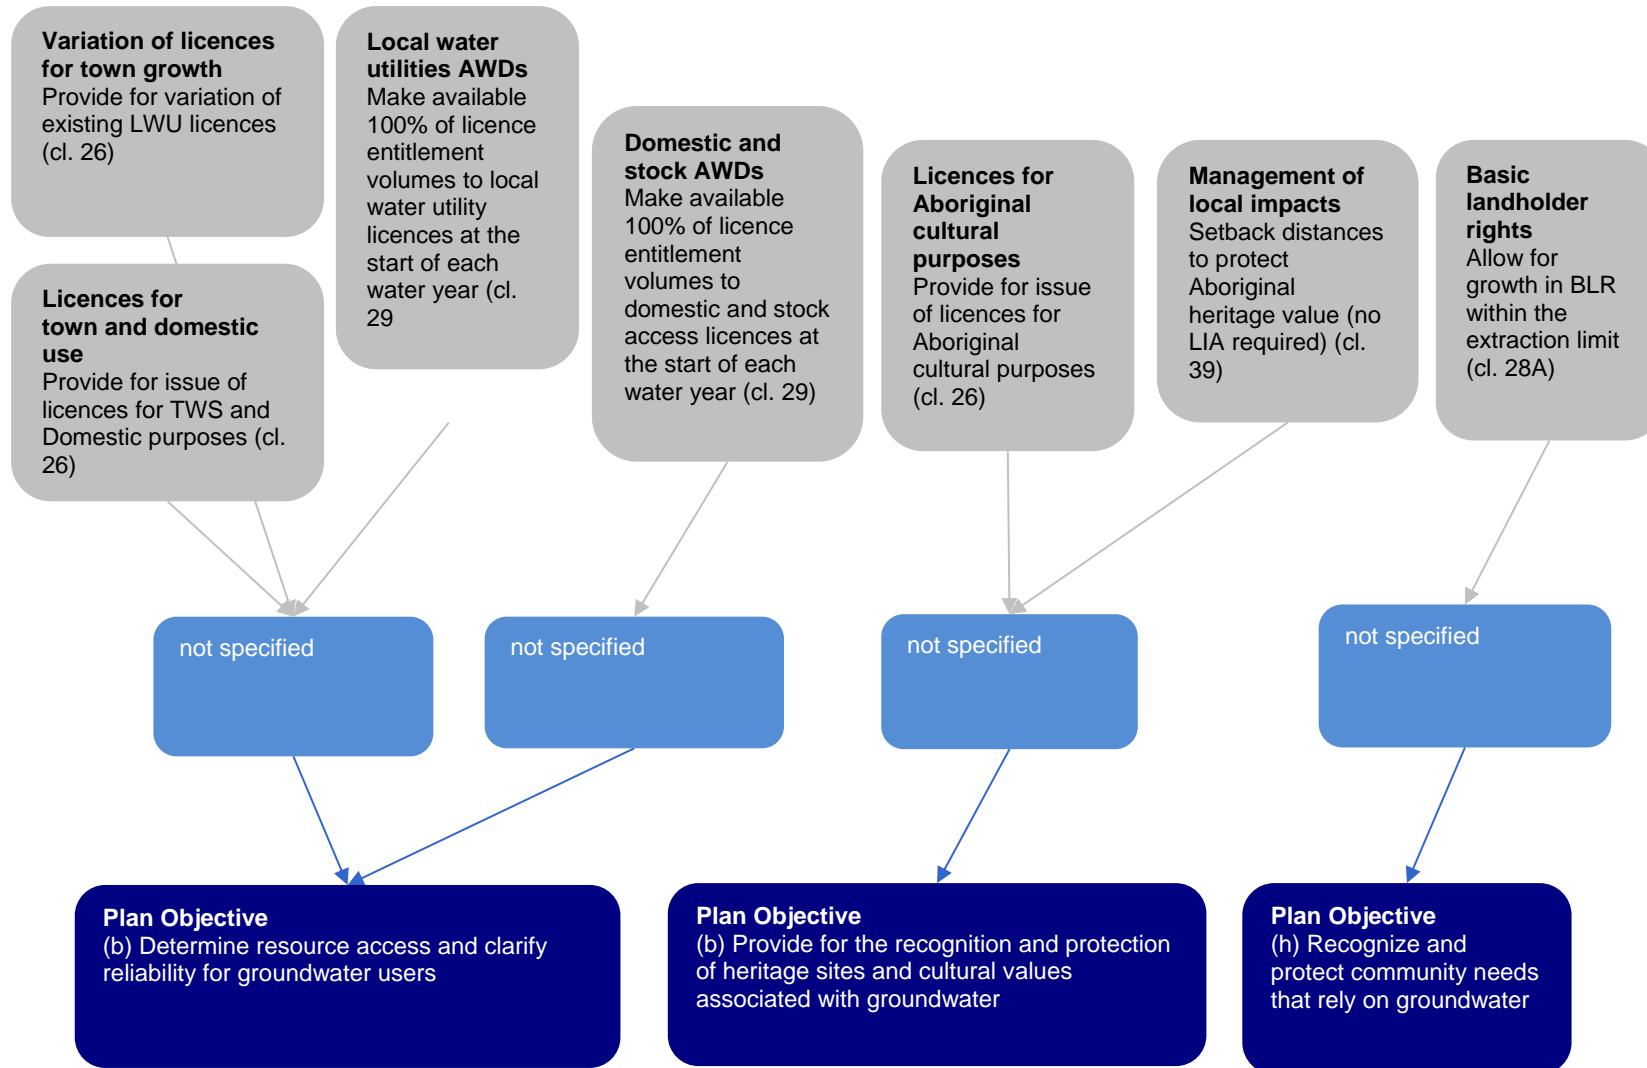 Variation of licences
for town growth
Provide for variation of
existing LWU licences
(cl. 26)
Licences for
town and domestic
use
Provide for issue of
licences for TWS and
Domestic purposes (cl.
26)
Local water
utilities AWDs
Make available
100% of licence
entitlement
volumes to local
water utility
licences at the
start of each
water year (cl.
29
Domestic and
stock AWDs
Make available
100% of licence
entitlement
volumes to
domestic and stock
access licences at
the start of each
water year (cl. 29)
Licences for
Aboriginal
cultural
purposes
Provide for issue
of licences for
Aboriginal
cultural purposes
(cl. 26)
Management of
local impacts
Setback distances
to protect
Aboriginal
heritage value (no
LIA required) (cl.
39)
Basic
landholder
rights
Allow for
growth in BLR
within the
extraction limit
(cl. 28A)
not specified
not specified
not specified
not specified
Plan Objective
(b) Determine resource access and clarify
reliability for groundwater users
Plan Objective
(b) Provide for the recognition and protection
of heritage sites and cultural values
associated with groundwater
Plan Objective
(h) Recognize and
protect community needs
that rely on groundwater